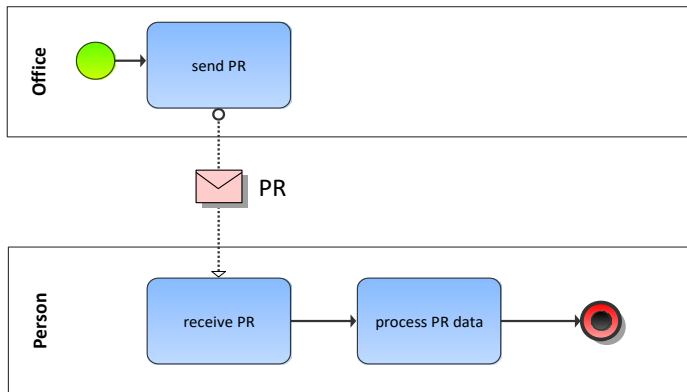 Office
send PR
PR
Person
receive PR
process PR data